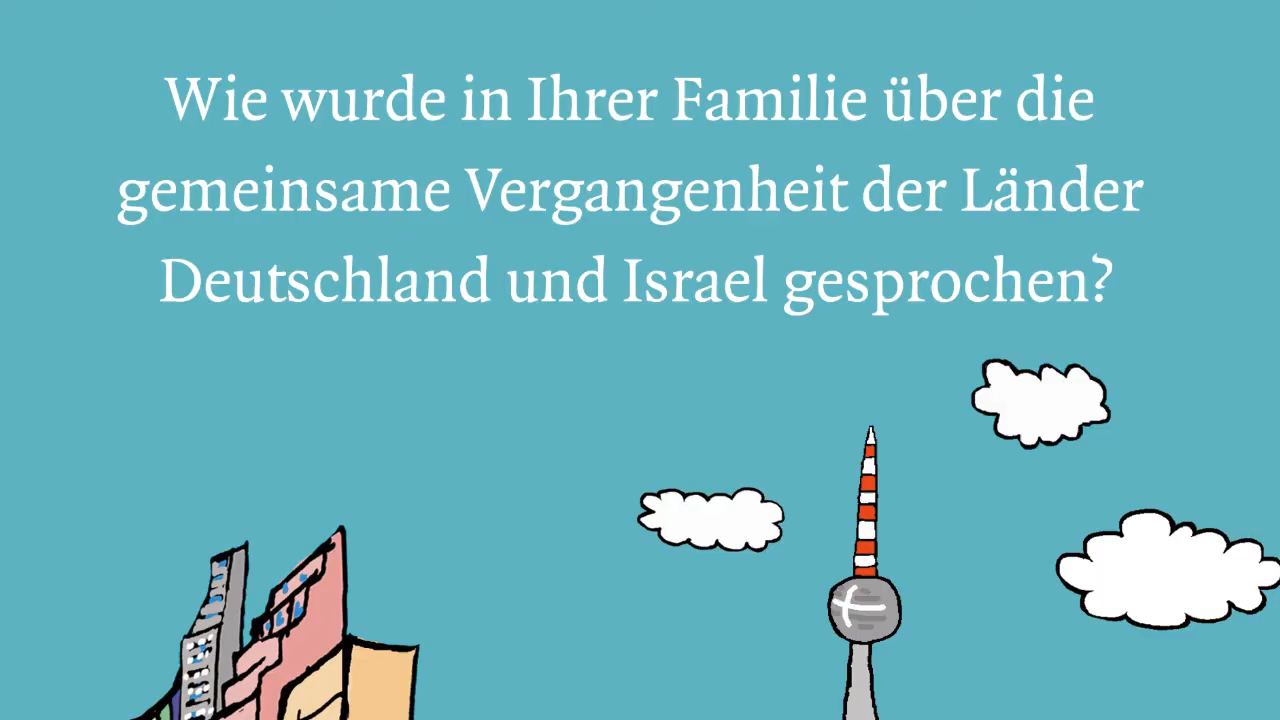 Wie wurde in Ihrer Familie über die
gemeinsame Vergangenheit der Länder
Deutschland und Israel gesprochen?